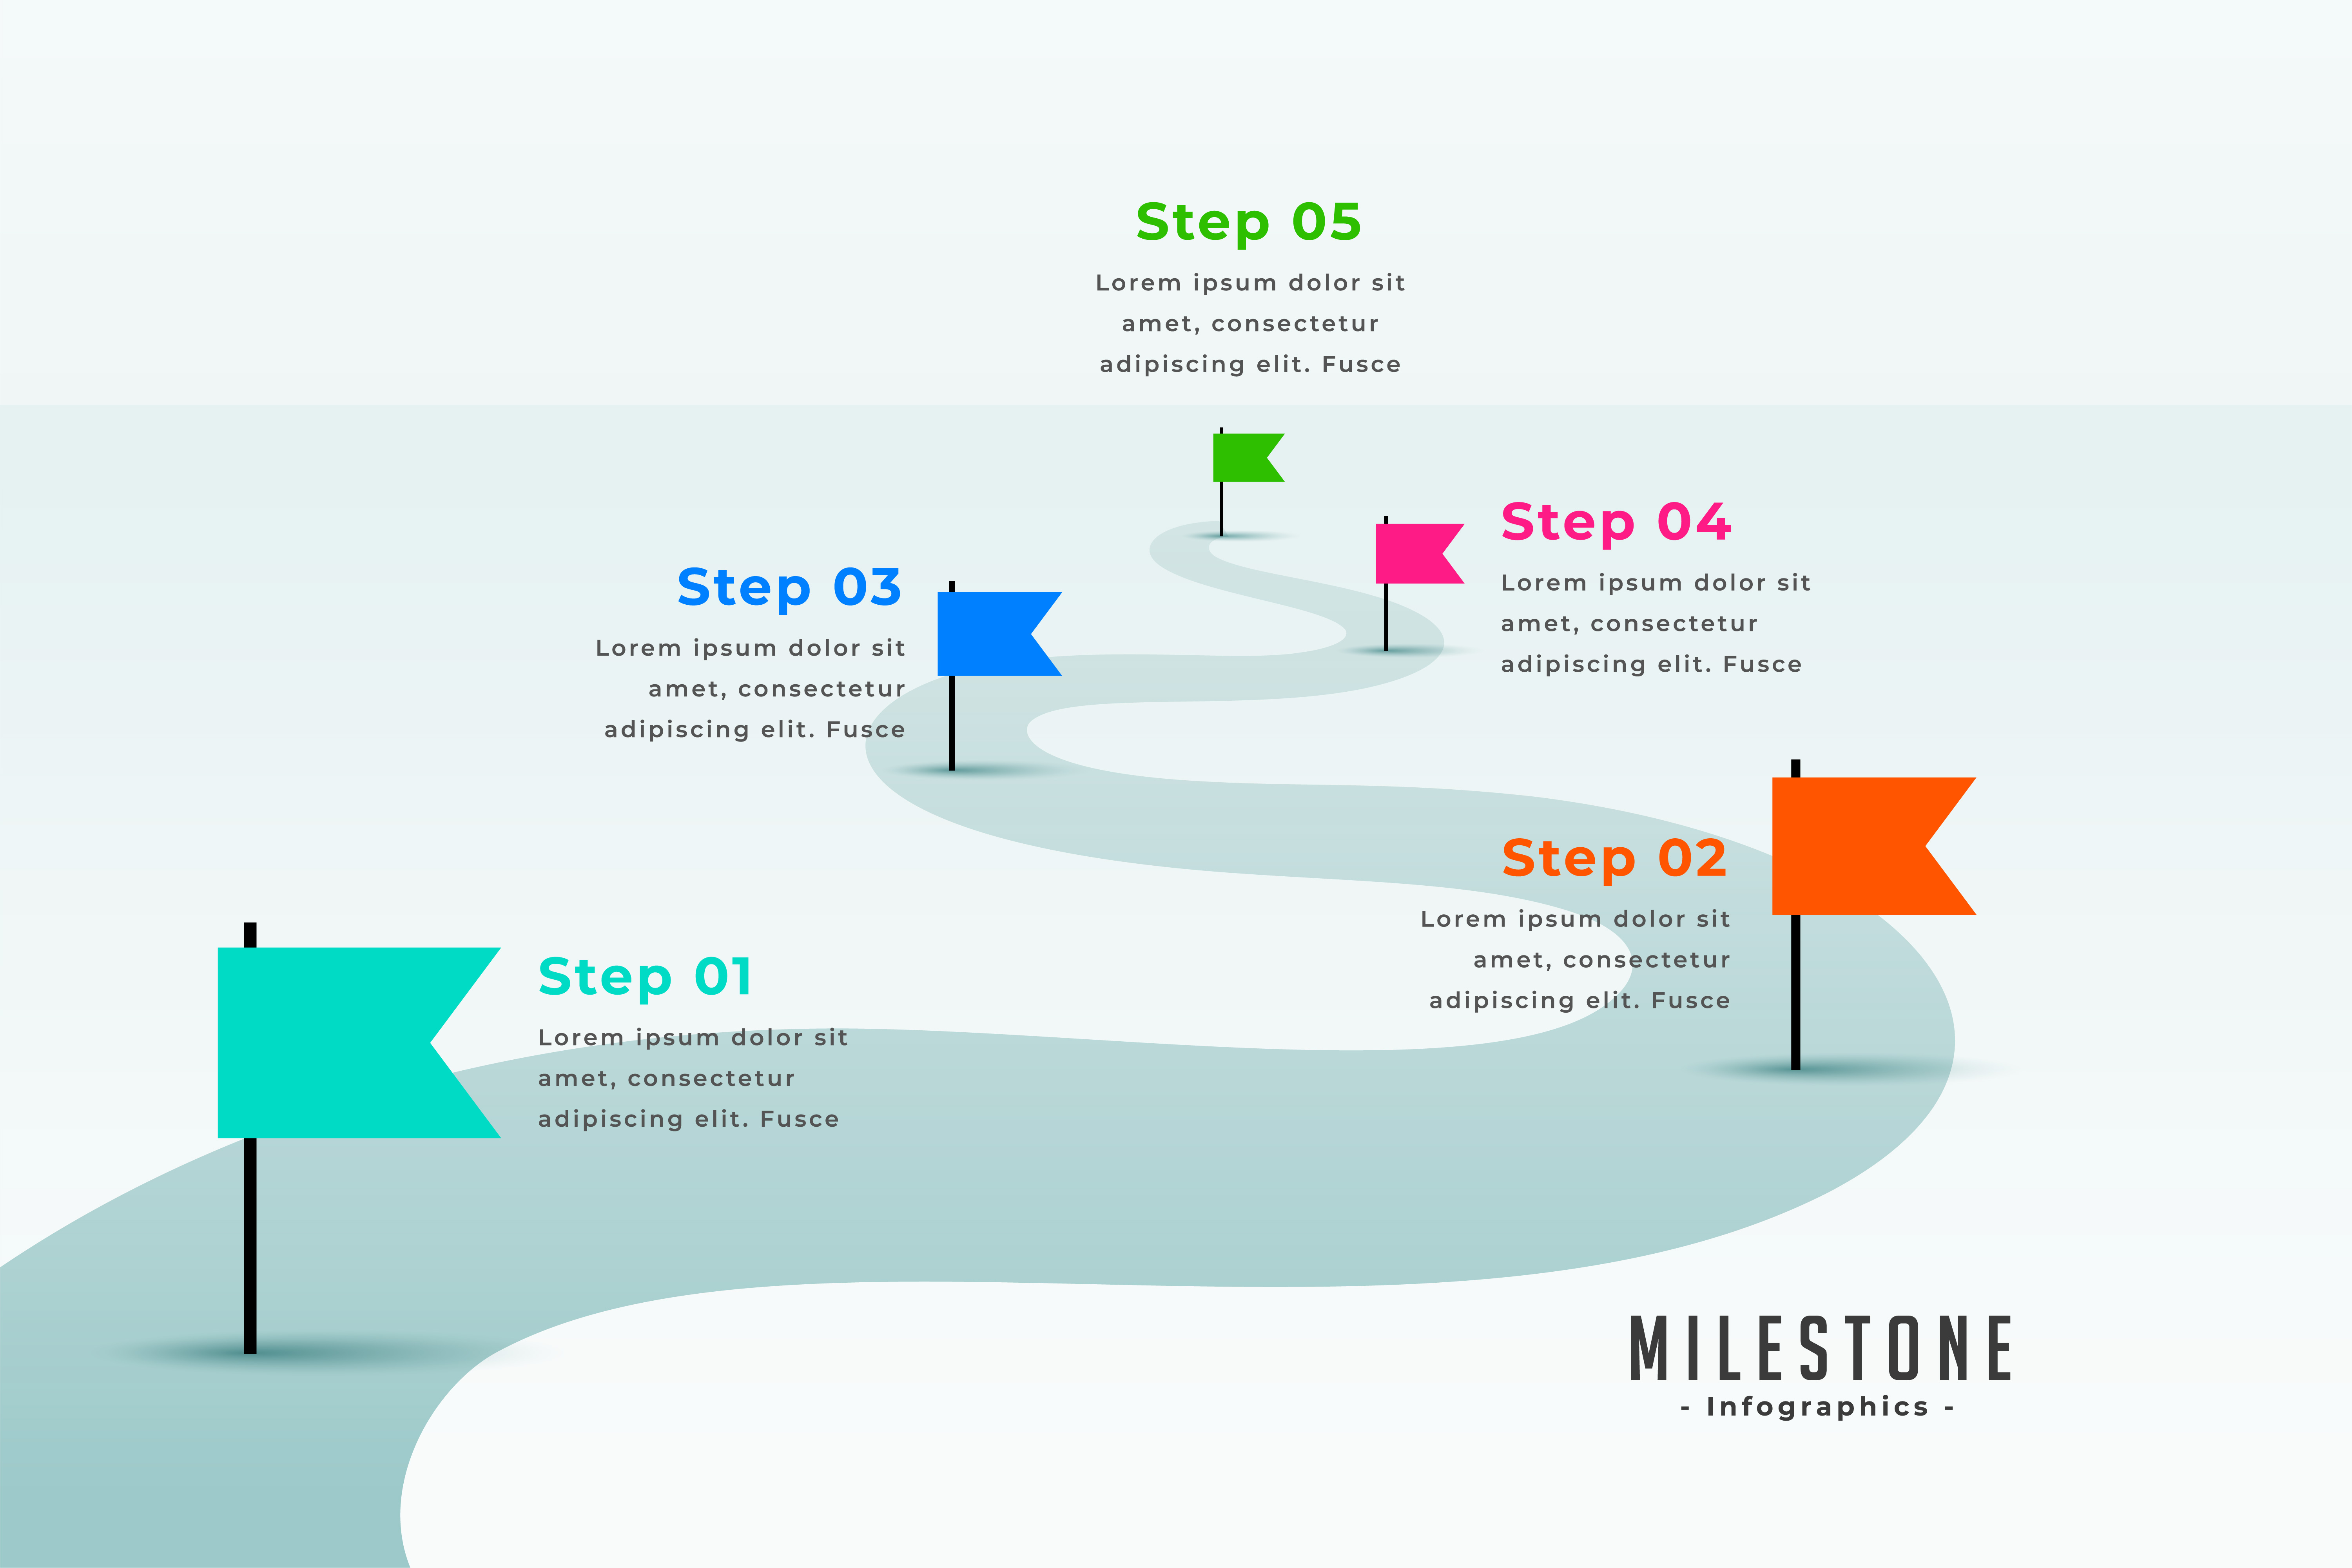 Step 05
Lorem ipsum dolor sit
amet, consectetur
adipiscing elit. Fusce
Step 04
Lorem ipsum dolor sit
amet, consectetur
adipiscing elit. Fusce
Step 03
Lorem ipsum dolor sit
amet, consectetur
adipiscing elit. Fusce
Step 02
Lorem ipsum dolor sit
amet, consectetur
adipiscing elit. Fusce
Step 01
Lorem ipsum dolor sit
amet, consectetur
adipiscing elit. Fusce
MILESTONE
- Infographics -